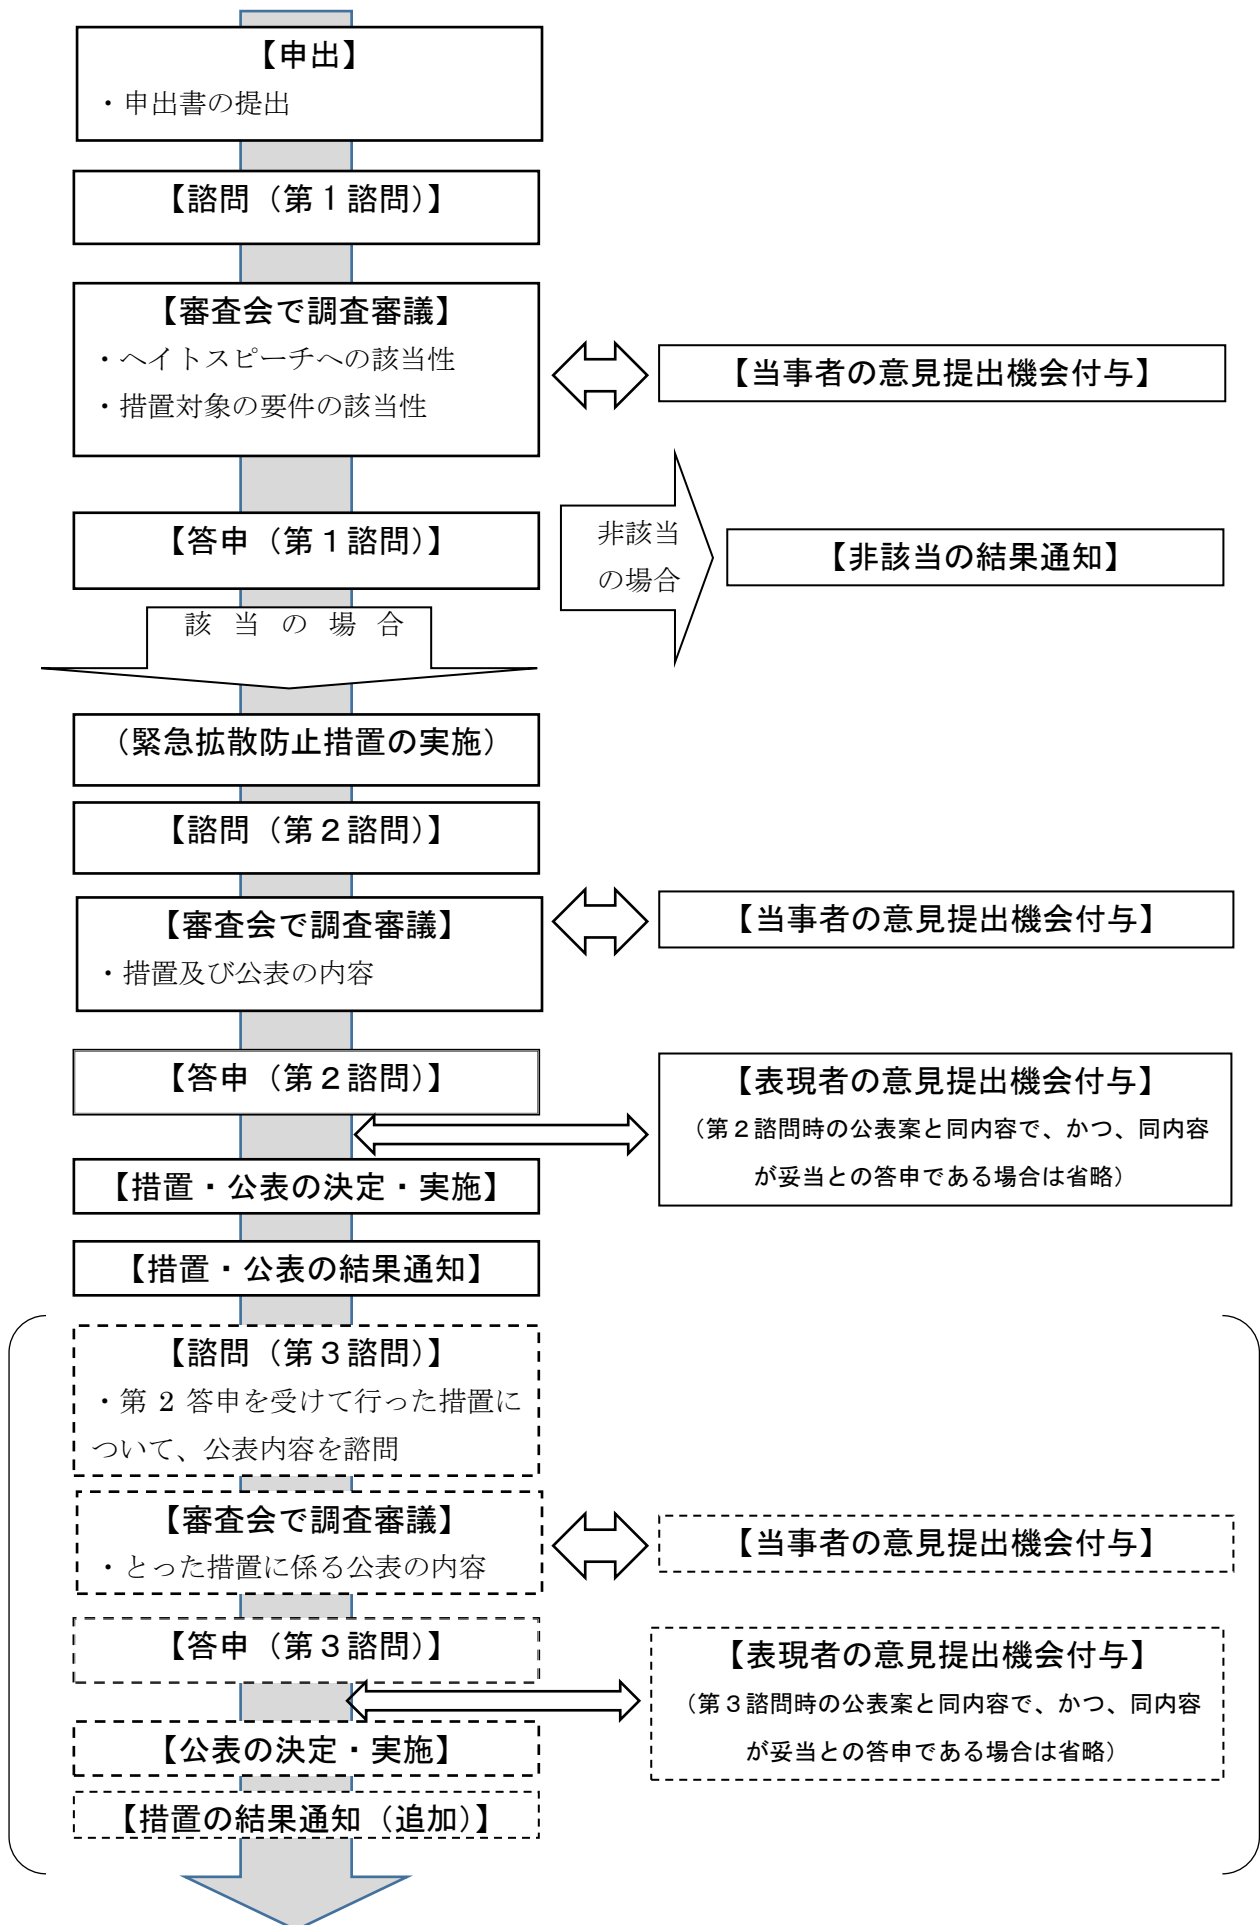 【申出】
・申出書の提出
【諮問（第１諮問）】
【審査会で調査審議】
・ヘイトスピーチへの該当性
・措置対象の要件の該当性
【当事者の意見提出機会付与】
【答申（第１諮問）】
非該当
の場合
【非該当の結果通知】
該当の場合
（緊急拡散防止措置の実施）
【諮問（第２諮問）】
【審査会で調査審議】
・措置及び公表の内容
【当事者の意見提出機会付与】
【答申（第２諮問）】
【表現者の意見提出機会付与】
（第２諮問時の公表案と同内容で、かつ、同内容
が妥当との答申である場合は省略）
【措置・公表の決定・実施】
【措置・公表の結果通知】
【諮問（第３諮問）】
・第 2 答申を受けて行った措置に
ついて、公表内容を諮問
【審査会で調査審議】
・とった措置に係る公表の内容
【当事者の意見提出機会付与】
【答申（第３諮問）】
【表現者の意見提出機会付与】
（第３諮問時の公表案と同内容で、かつ、同内容
が妥当との答申である場合は省略）
【公表の決定・実施】
【措置の結果通知（追加）】